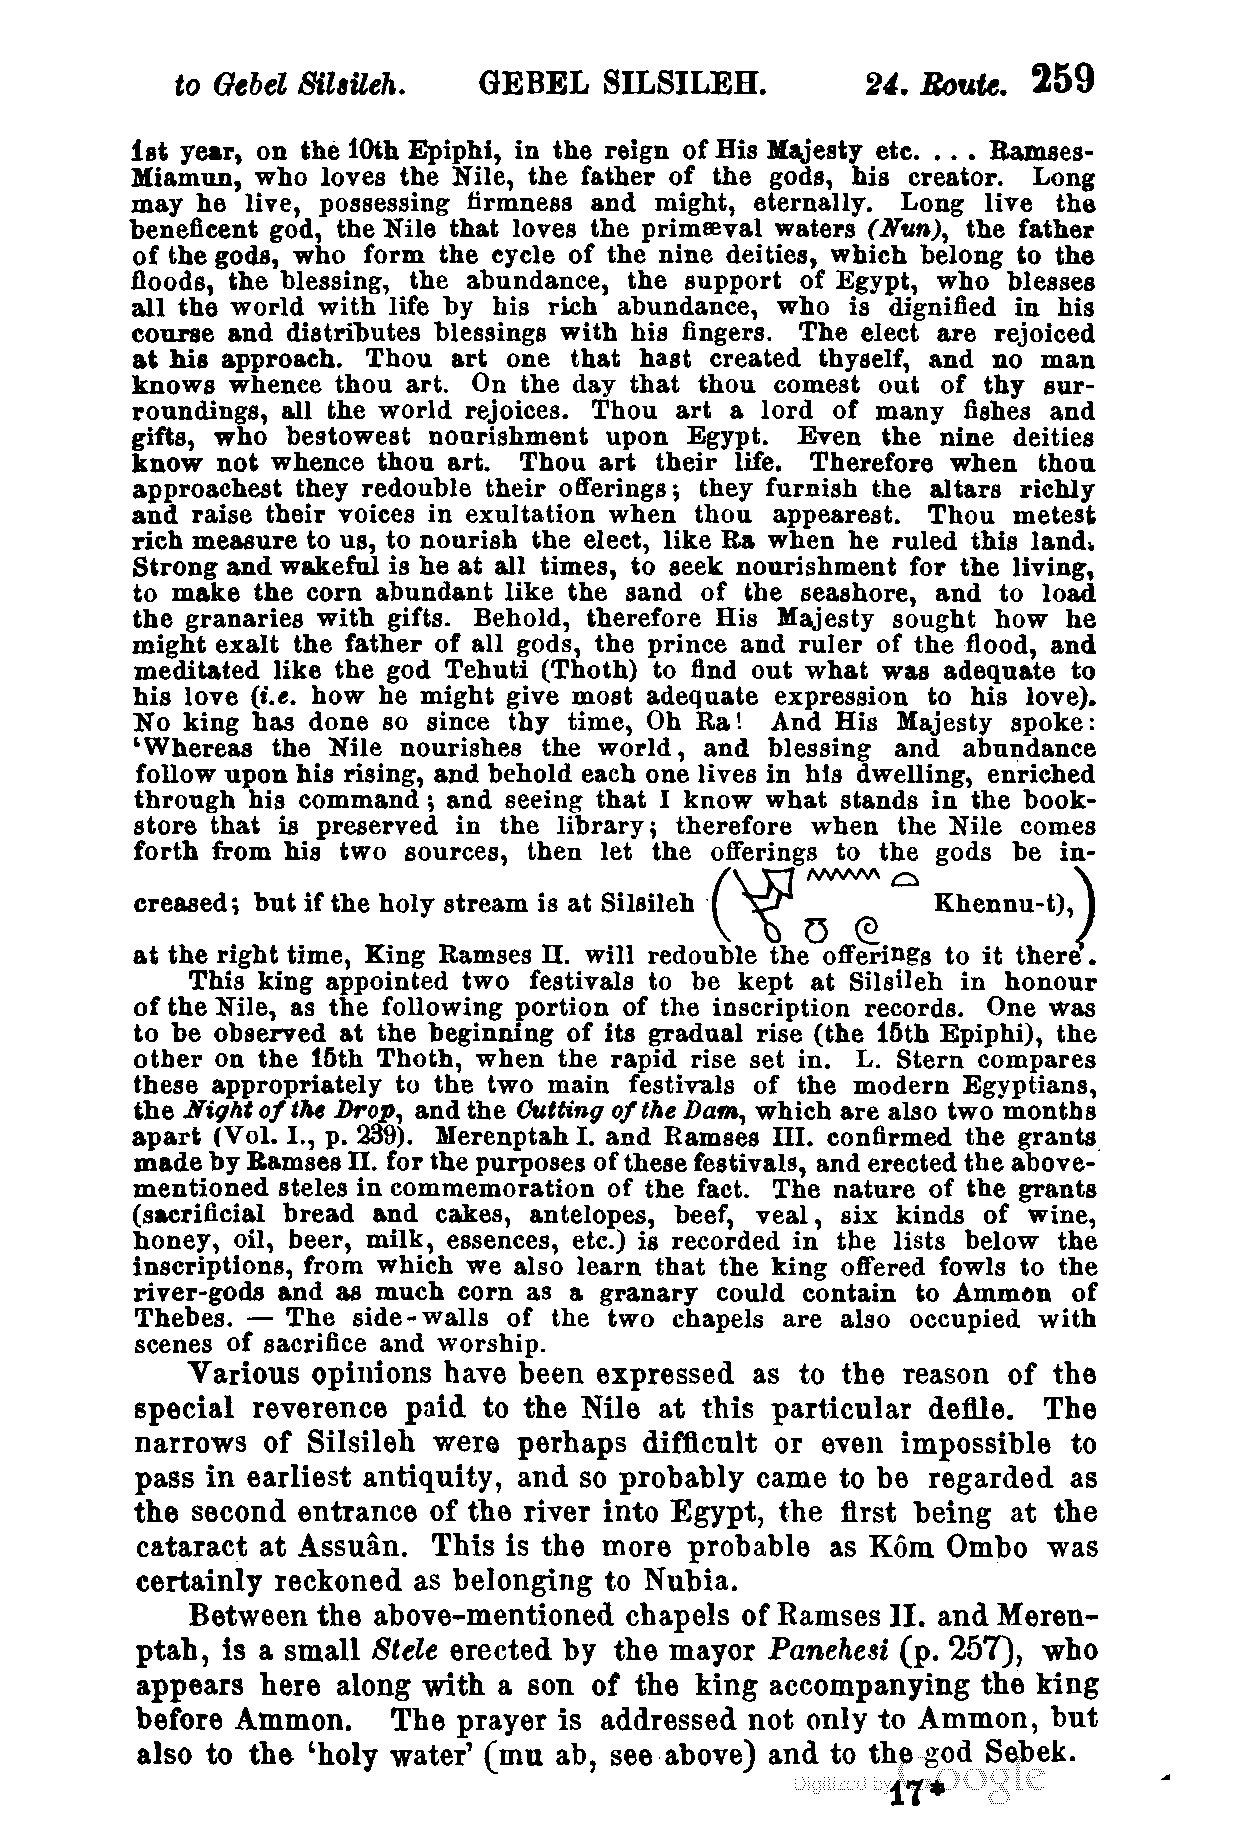 to Gebel Silsileh. GEBEL SILSILEH. 24. Route. 259
1st year, on the 10th Epiphi, in the reign of His Majesty etc. .... Ramses-
Miamun, who loves the Nile, the father of the gods, his creator. Long
may he live, possessing firmness and might, eternally. Long live the
beneficent god, the Nile that loves the primæval waters (Nun), the father
of the gods, who form the cycle of the nine deities, which belong to the
floods, the blessing, the abundance, the support of Egypt, who blesses
all the world with life by his rich abundance, who is dignified in his
course and distributes blessings with his fingers. The elect are rejoiced
at his approach. Thou art one that hast created thyself, and no man
knows whence thou art. On the day that thou comest out of thy sur-
roundings, all the world rejoices. Thou art a lord of many fishes and
gifts, who bestowest nourishment upon Egypt. Even the nine deities
know not whence thou art. Thou art their life. Therefore when thou
approachest they redouble their offerings; they furnish the altars richly
and raise their voices in exultation when thou appearest. Thou metest
rich measure to us, to nourish the elect, like Ra when he ruled this land.
Strong and wakeful is he at all times, to seek nourishment for the living,
to make the corn abundant like the sand of the seashore, and to load
the granaries with gifts. Behold, therefore His Majesty sought how he
might exalt the father of all gods, the prince and ruler of the flood, and
meditated like the god Tehuti (Thoth) to find out what was adequate to
his love (i.e. how he might give most adequate expression to his love).
No king has done so since thy time, Oh Ra! And His Majesty spoke:
‘Whereas the Nile nourishes the world, and blessing and abundance
follow upon his rising, and behold each one lives in his dwelling, enriched
through his command; and seeing that I know what stands in the book-
store that is preserved in the library; therefore when the Nile comes
forth from his two sources, then let the offerings to the gods be in-
creased; but if the holy stream is at Silsileh ( Khennu-t),)
at the right time, King Ramses II. will redouble the offerings to it there’.
This king appointed two festivals to be kept at Silsileh in honour
of the Nile, as the following portion of the inscription records. One was
to be observed at the beginning of its gradual rise (the 15th Epiphi), the
other on the 15th Thoth, when the rapid rise set in. L. Stern compares
these appropriately to the two main festivals of the modern Egyptians,
the Night of the Drop, and the Cutting of the Dam, which are also two months
apart (Vol. I., p. 239). Merenptah I. and Ramses III. confirmed the grants
made by Ramses II. for the purposes of these festivals, and erected the above-
mentioned steles in commemoration of the fact. The nature of the grants
(sacrificial bread and cakes, antelopes, beef, veal, six kinds of wine,
honey, oil, beer, milk, essences, etc.) is recorded in the lists below the
inscriptions, from which we also learn that the king offered fowls to the
river-gods and as much corn as a granary could contain to Ammon of
Thebes. — The side-walls of the two chapels are also occupied with
scenes of sacrifice and worship.
Various opinions have been expressed as to the reason of the
special reverence paid to the Nile at this particular defile. The
narrows of Silsileh were perhaps difficult or even impossible to
pass in earliest antiquity, and so probably came to be regarded as
the second entrance of the river into Egypt, the first being at the
cataract at Assuân. This is the more probable as Kôm Ombo was
certainly reckoned as belonging to Nubia.
Between the above-mentioned chapels of Ramses II. and Meren-
ptah, is a small Stele erected by the mayor Panehesi (p. 257), who
appears here along with a son of the king accompanying the king
before Ammon. The prayer is addressed not only to Ammon, but
also to the ‘holy water’ (mu ab, see above) and to the god Sebek.
Digitized by Google
17*